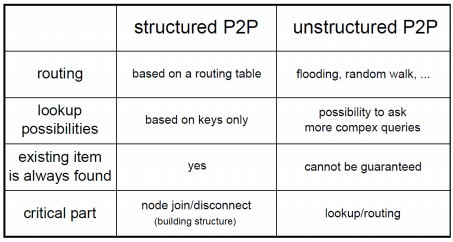 structured P2P
unstructured P2P
routing
based on a routing table
flooding, random walk, ...
lookup
possibilities
based on keys only
possibility to ask
more compex queries
existing item
is always found
yes
cannot be guaranteed
critical part
node join/disconnect
(building structure)
lookup/routing